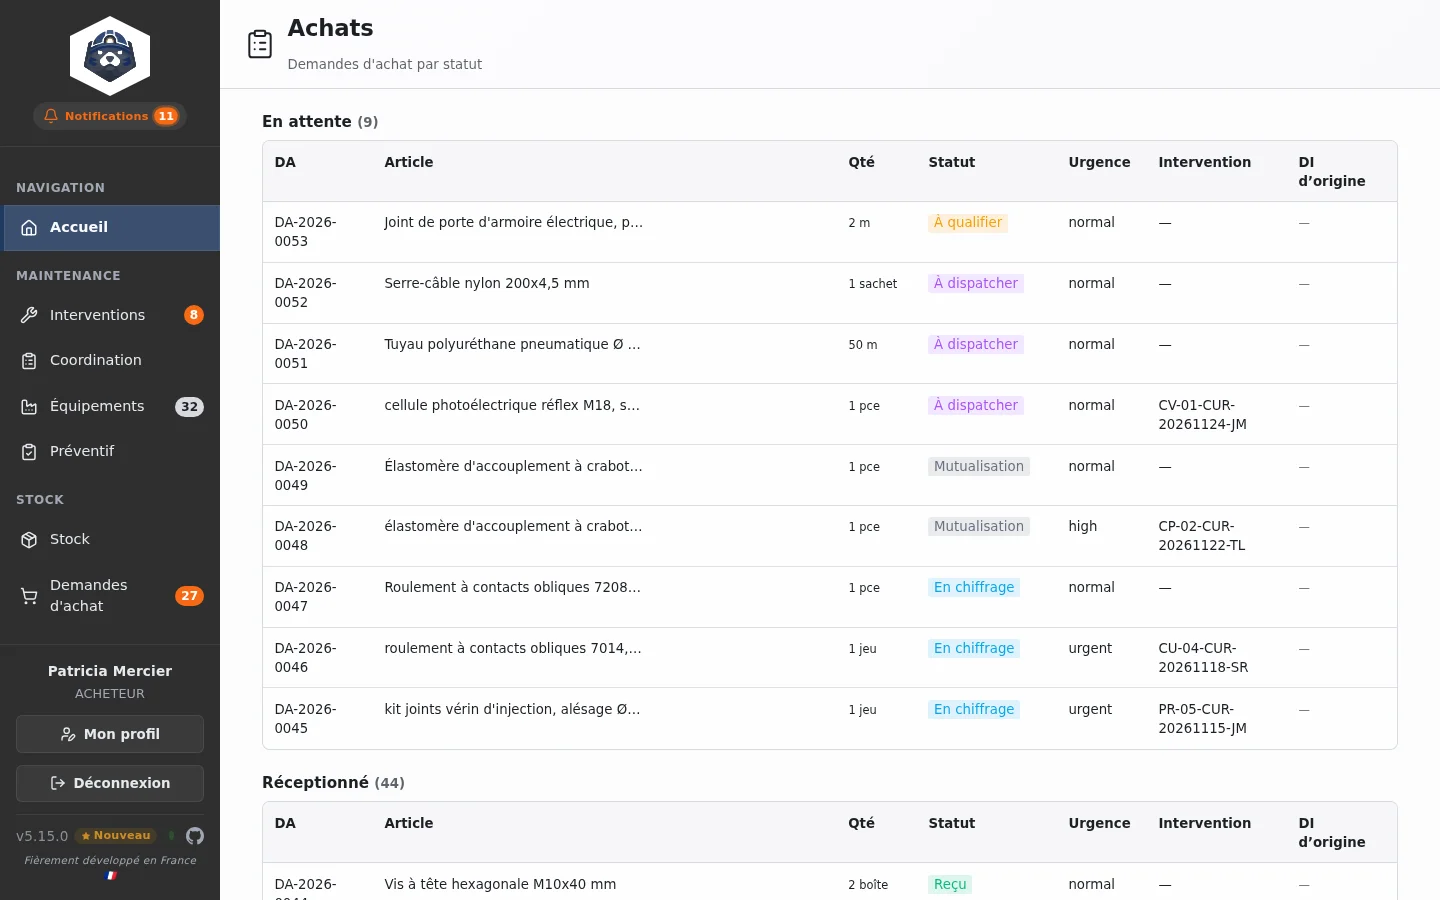 Notifications 11
NAVIGATION
Accueil
MAINTENANCE
Interventions 8
Coordination
Équipements 32
Préventif
STOCK
Stock
Demandes
d'achat 27
Patricia Mercier
ACHETEUR
Mon profil
Déconnexion
v5.15.0 Nouveau
Fièrement développé en France
Achats
Demandes d'achat par statut
En attente (9)
DA Article Qté Statut Urgence Intervention DI
d’origine
DA-2026- Joint de porte d'armoire électrique, p... 2 m À qualifier normal — —
0053
DA-2026- Serre-câble nylon 200x4,5 mm 1 sachet À dispatcher normal — —
0052
DA-2026- Tuyau polyuréthane pneumatique Ø ... 50 m À dispatcher normal — —
0051
DA-2026- cellule photoélectrique réflex M18, s... 1 pce À dispatcher normal CV-01-CUR- —
0050 20261124-JM
DA-2026- Élastomère d'accouplement à crabot... 1 pce Mutualisation normal — —
0049
DA-2026- élastomère d'accouplement à crabot... 1 pce Mutualisation high CP-02-CUR- —
0048 20261122-TL
DA-2026- Roulement à contacts obliques 7208... 1 pce En chiffrage normal — —
0047
DA-2026- roulement à contacts obliques 7014,... 1 jeu En chiffrage urgent CU-04-CUR- —
0046 20261118-SR
DA-2026- kit joints vérin d'injection, alésage Ø... 1 jeu En chiffrage urgent PR-05-CUR- —
0045 20261115-JM
Réceptionné (44)
DA Article Qté Statut Urgence Intervention DI
d’origine
DA-2026- Vis à tête hexagonale M10x40 mm 2 boîte Reçu normal — —